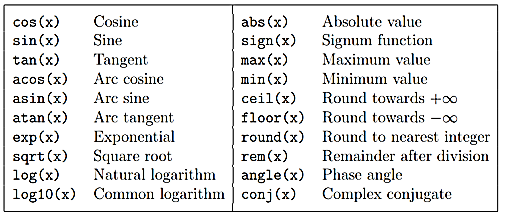 cos(x) Cosine abs(x) Absolute value
sin(x) Sine sign(x) Signum function
tan(x) Tangent max(x) Maximum value
acos(x) Arc cosine min(x) Minimum value
asin(x) Arc sine ceil(x) Round towards +∞
atan(x) Arc tangent floor(x) Round towards −∞
exp(x) Exponential round(x) Round to nearest integer
sqrt(x) Square root rem(x) Remainder after division
log(x) Natural logarithm angle(x) Phase angle
log10(x) Common logarithm conj(x) Complex conjugate